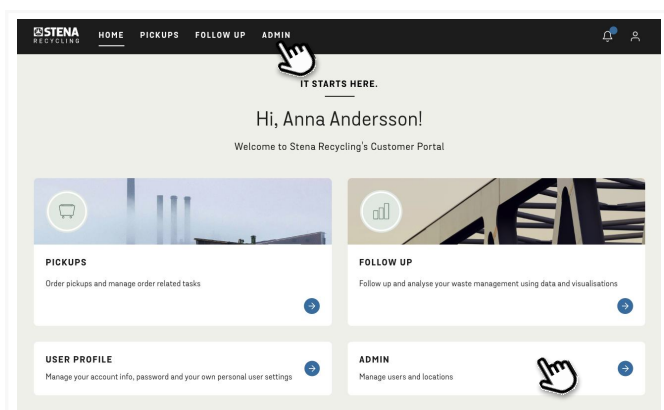 STENA
RECYCLING
HOME PICKUPS FOLLOW UP ADMIN
IT STARTS HERE.
Hi, Anna Andersson!
Welcome to Stena Recycling's Customer Portal
PICKUPS
Order pickups and manage order related tasks
FOLLOW UP
Follow up and analyse your waste management using data and visualisations
USER PROFILE
Manage your account info, password and your own personal user settings
ADMIN
Manage users and locations